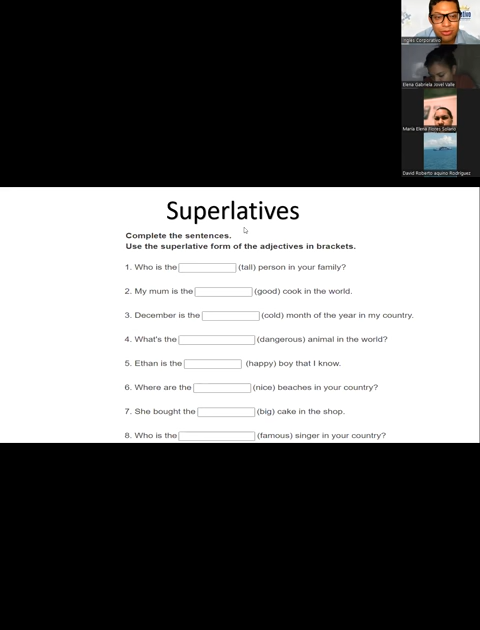 Inglés Corporativo
Elena Gabriela Jovel Valle
María Elena Flores Solano
David Roberto aquino Rodríguez
Superlatives
Complete the sentences.
Use the superlative form of the adjectives in brackets.
1. Who is the (tall) person in your family?
2. My mum is the (good) cook in the world.
3. December is the (cold) month of the year in my country.
4. What's the (dangerous) animal in the world?
5. Ethan is the (happy) boy that I know.
6. Where are the (nice) beaches in your country?
7. She bought the (big) cake in the shop.
8. Who is the (famous) singer in your country?